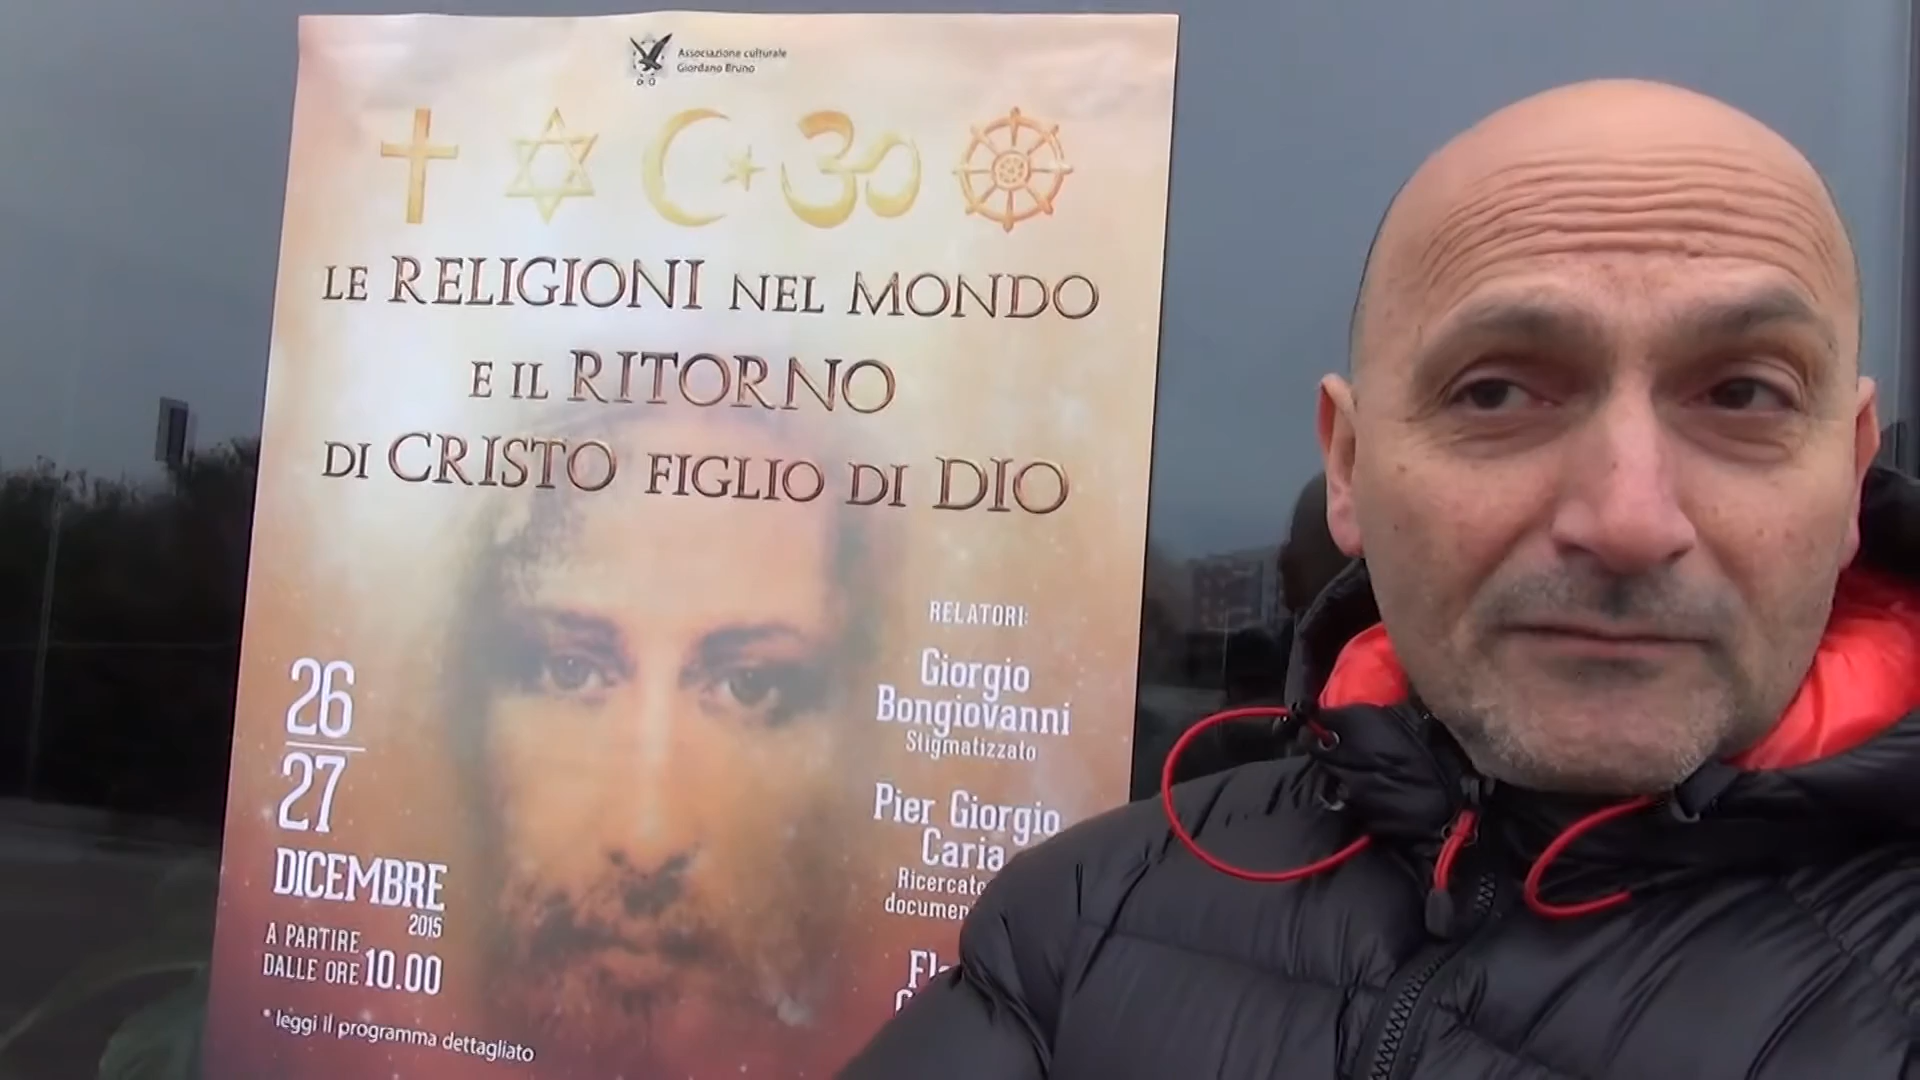 Associazione culturale
Giordano Bruno
LE RELIGIONI NEL MONDO
E IL RITORNO
DI CRISTO FIGLIO DI DIO
RELATORI:
Giorgio
Bongiovanni
Stigmatizzato
Pier Giorgio
Caria
26
27
DICEMBRE
2015
A PARTIRE
DALLE ORE 10.00
* leggi il programma dettagliato